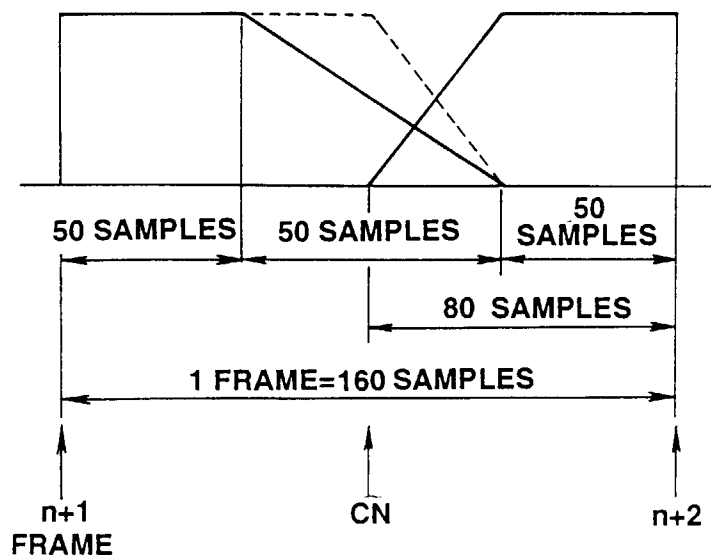 50 SAMPLES
50 SAMPLES
50
SAMPLES
80 SAMPLES
1 FRAME=160 SAMPLES
n+1
FRAME
CN
n+2